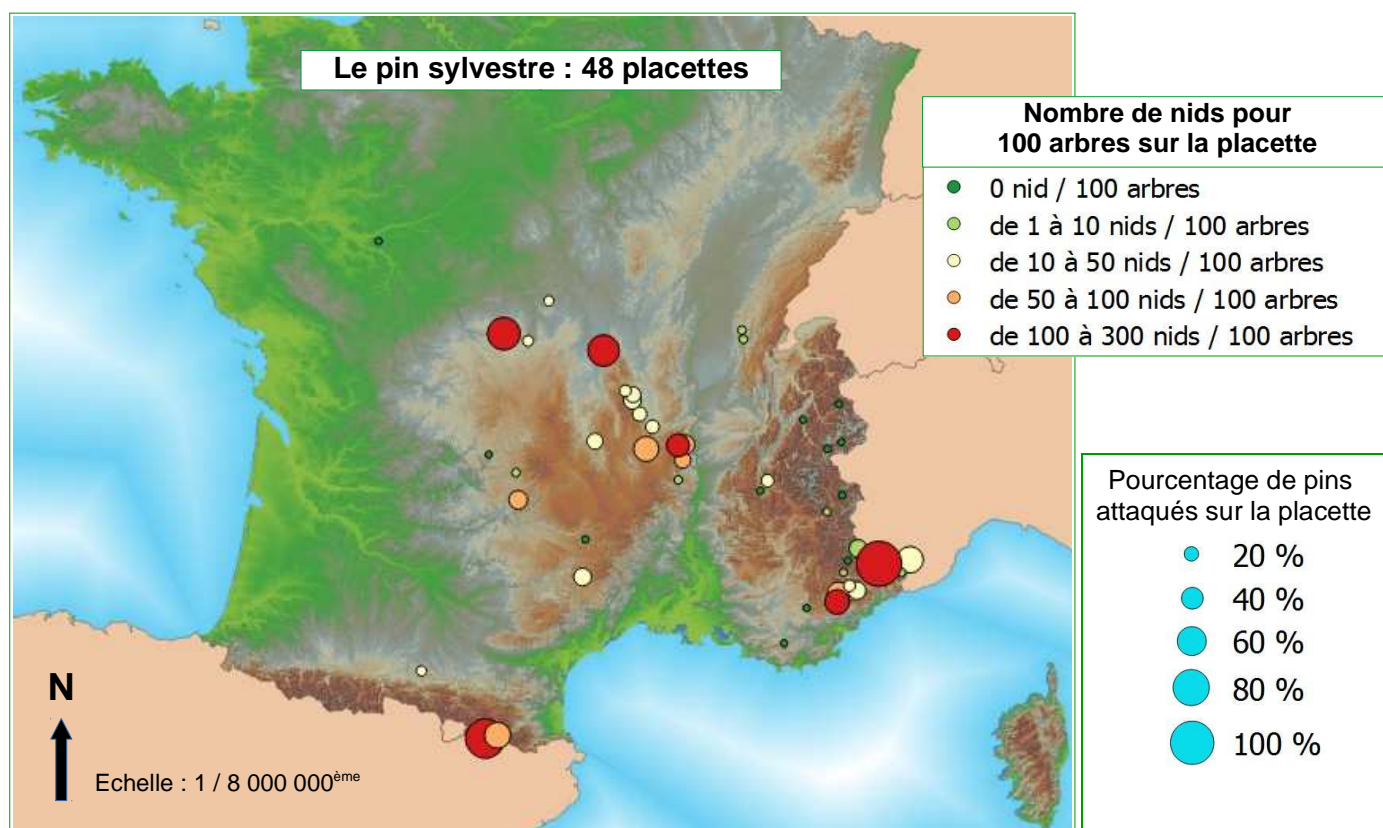 Le pin sylvestre : 48 placettes
Nombre de nids pour
100 arbres sur la placette
0 nid / 100 arbres
de 1 à 10 nids / 100 arbres
de 10 à 50 nids / 100 arbres
de 50 à 100 nids / 100 arbres
de 100 à 300 nids / 100 arbres
Pourcentage de pins
attaqués sur la placette
20 %
40 %
60 %
80 %
100 %
N
Echelle : 1 / 8 000 000ème